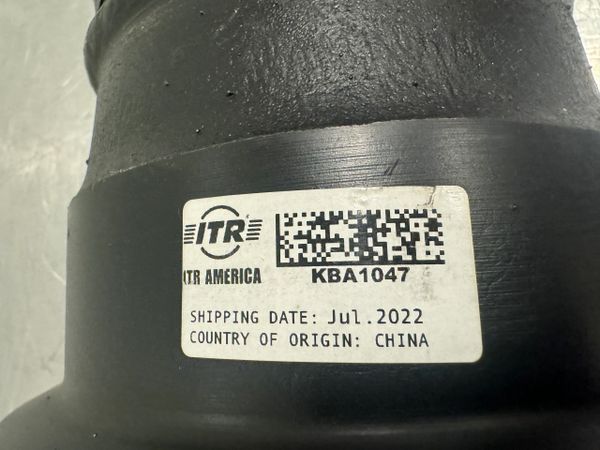 ITR
ITR AMERICA
KBA1047
SHIPPING DATE: Jul.2022
COUNTRY OF ORIGIN: CHINA